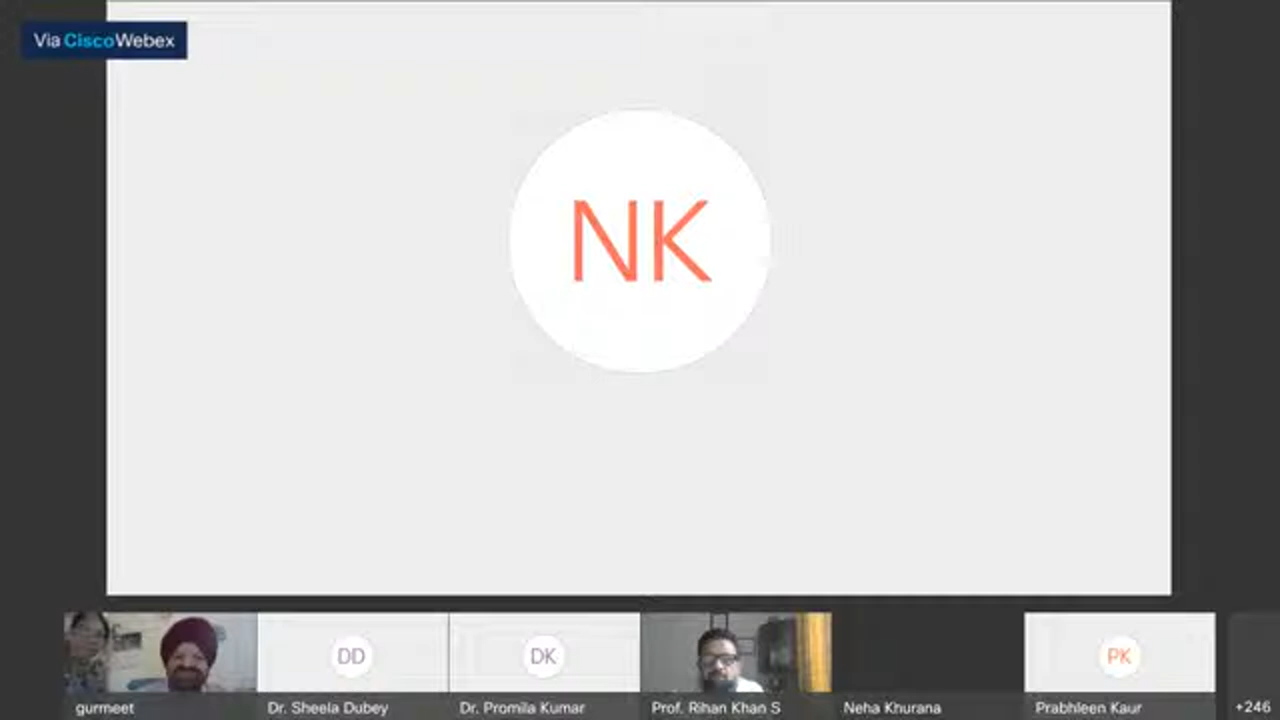 Via CiscoWebex
NK
DD
DK
PK
gurmeet
Dr. Sheela Dubey
Dr. Promila Kumar
Prof. Rihan Khan S
Neha Khurana
Prabhleen Kaur
+246